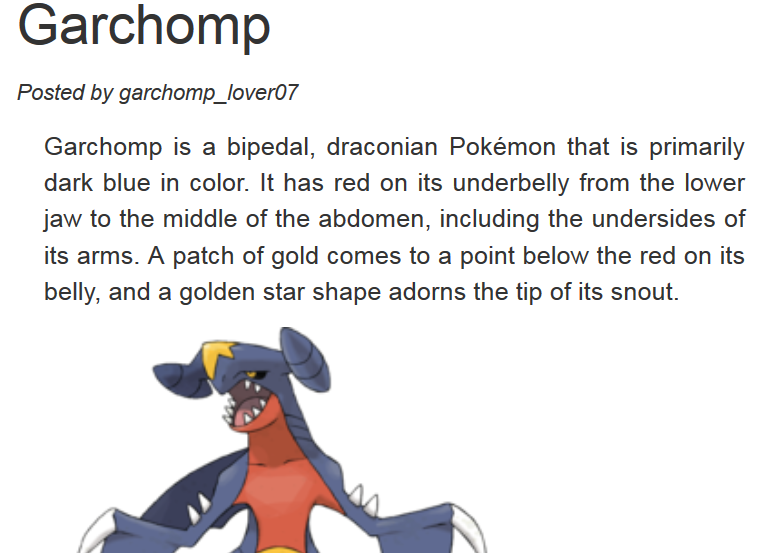 Garchomp
Posted by garchomp_lover07
Garchomp is a bipedal, draconian Pokémon that is primarily
dark blue in color. It has red on its underbelly from the lower
jaw to the middle of the abdomen, including the undersides of
its arms. A patch of gold comes to a point below the red on its
belly, and a golden star shape adorns the tip of its snout.